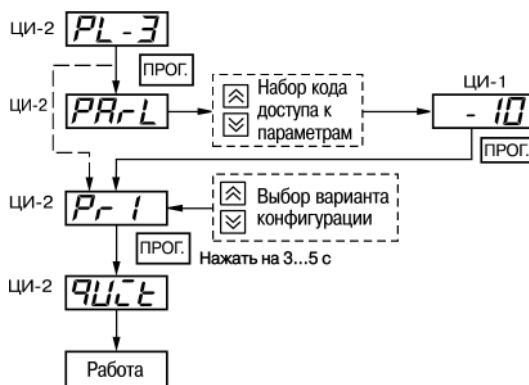 ЦИ-2 PL-3
ПРОГ.
ЦИ-2 PArL
Набор кода
доступа к
параметрам
ЦИ-1
- 10
ПРОГ.
ЦИ-2 Pr 1
Выбор варианта
конфигурации
ПРОГ.
Нажать на 3...5 с
ЦИ-2 quit
Работа